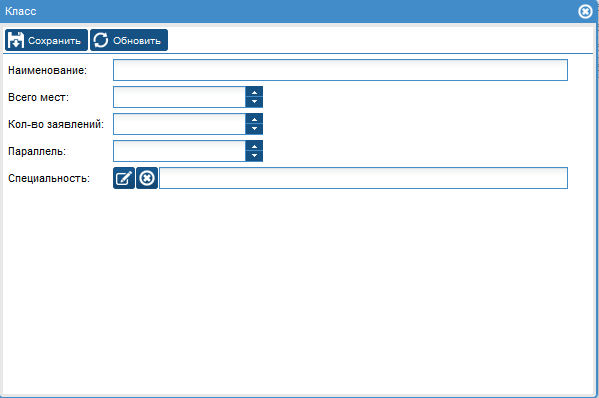 Класс
Сохранить Обновить
Наименование:
Всего мест:
Кол-во заявлений:
Параллель:
Специальность: